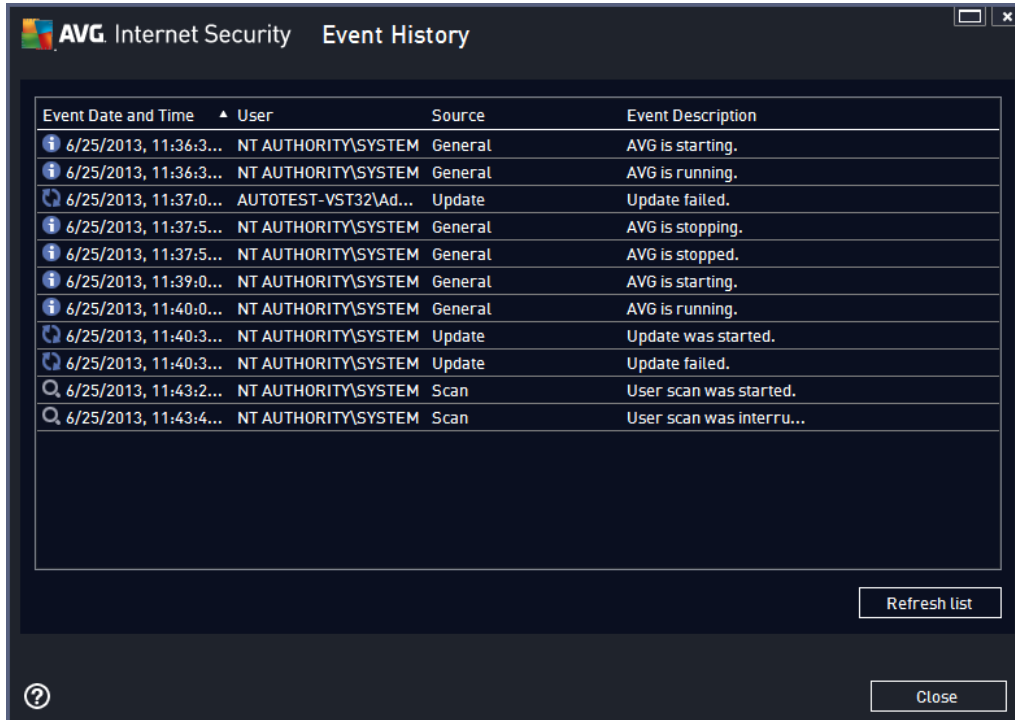 AVG. Internet Security Event History
Event Date and Time User Source Event Description
6/25/2013, 11:36:3... NT AUTHORITY\SYSTEM General AVG is starting.
6/25/2013, 11:36:3... NT AUTHORITY\SYSTEM General AVG is running.
6/25/2013, 11:37:0... AUTOTEST-VST32\Ad... Update Update failed.
6/25/2013, 11:37:5... NT AUTHORITY\SYSTEM General AVG is stopping.
6/25/2013, 11:37:5... NT AUTHORITY\SYSTEM General AVG is stopped.
6/25/2013, 11:39:0... NT AUTHORITY\SYSTEM General AVG is starting.
6/25/2013, 11:40:0... NT AUTHORITY\SYSTEM General AVG is running.
6/25/2013, 11:40:3... NT AUTHORITY\SYSTEM Update Update was started.
6/25/2013, 11:40:3... NT AUTHORITY\SYSTEM Update Update failed.
6/25/2013, 11:43:2... NT AUTHORITY\SYSTEM Scan User scan was started.
6/25/2013, 11:43:4... NT AUTHORITY\SYSTEM Scan User scan was interru...
Refresh list
Close